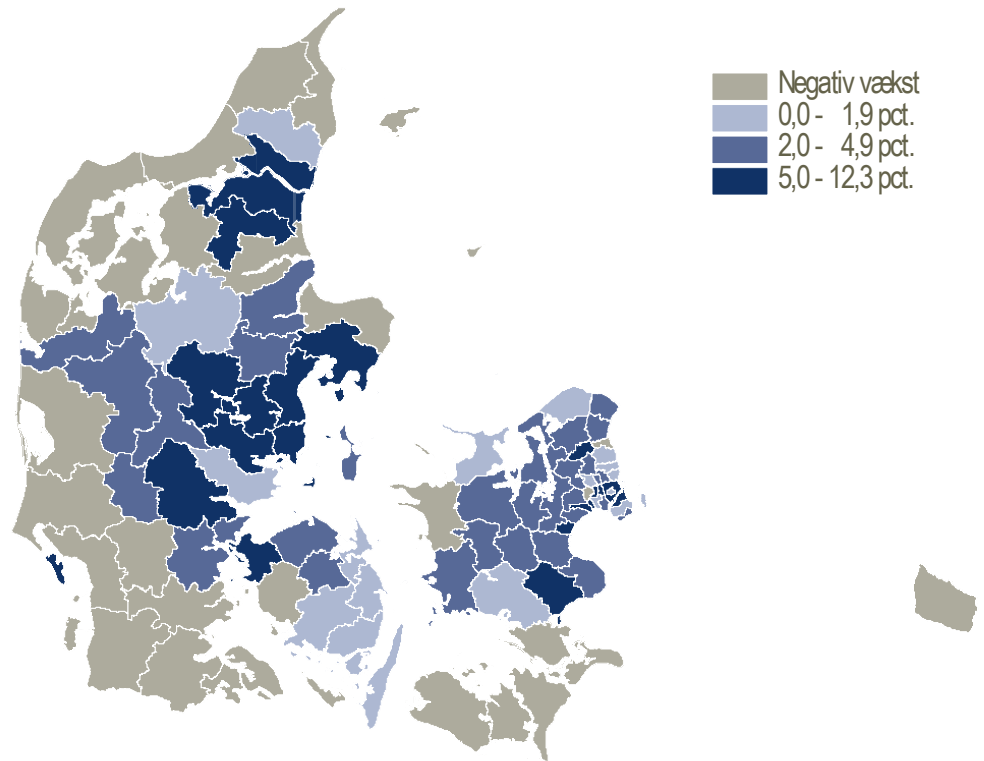 Negativ vækst
0,0 - 1,9 pct.
2,0 - 4,9 pct.
5,0 - 12,3 pct.